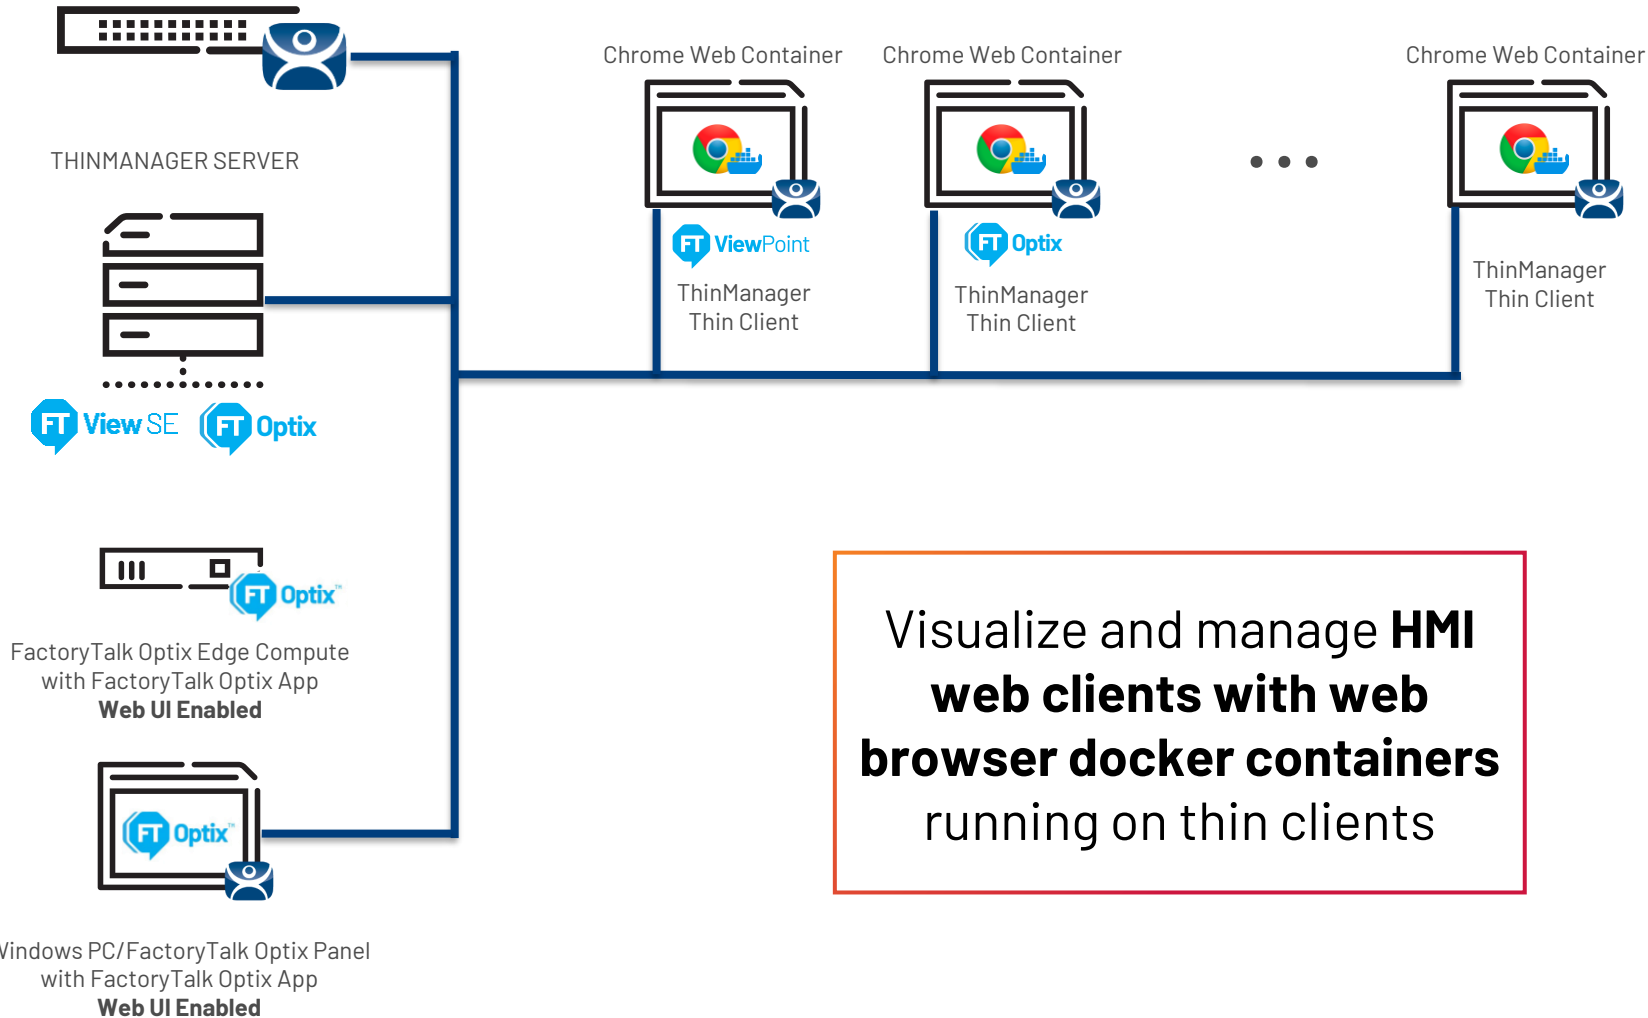 Chrome Web Container
Chrome Web Container
Chrome Web Container
THINMANAGER SERVER
FT ViewPoint
FT Optix
ThinManager
Thin Client
ThinManager
Thin Client
ThinManager
Thin Client
FT View SE
FT Optix
FT Optix™
FactoryTalk Optix Edge Compute
with FactoryTalk Optix App
Web UI Enabled
FT Optix™
Windows PC/FactoryTalk Optix Panel
with FactoryTalk Optix App
Web UI Enabled
Visualize and manage HMI
web clients with web
browser docker containers
running on thin clients